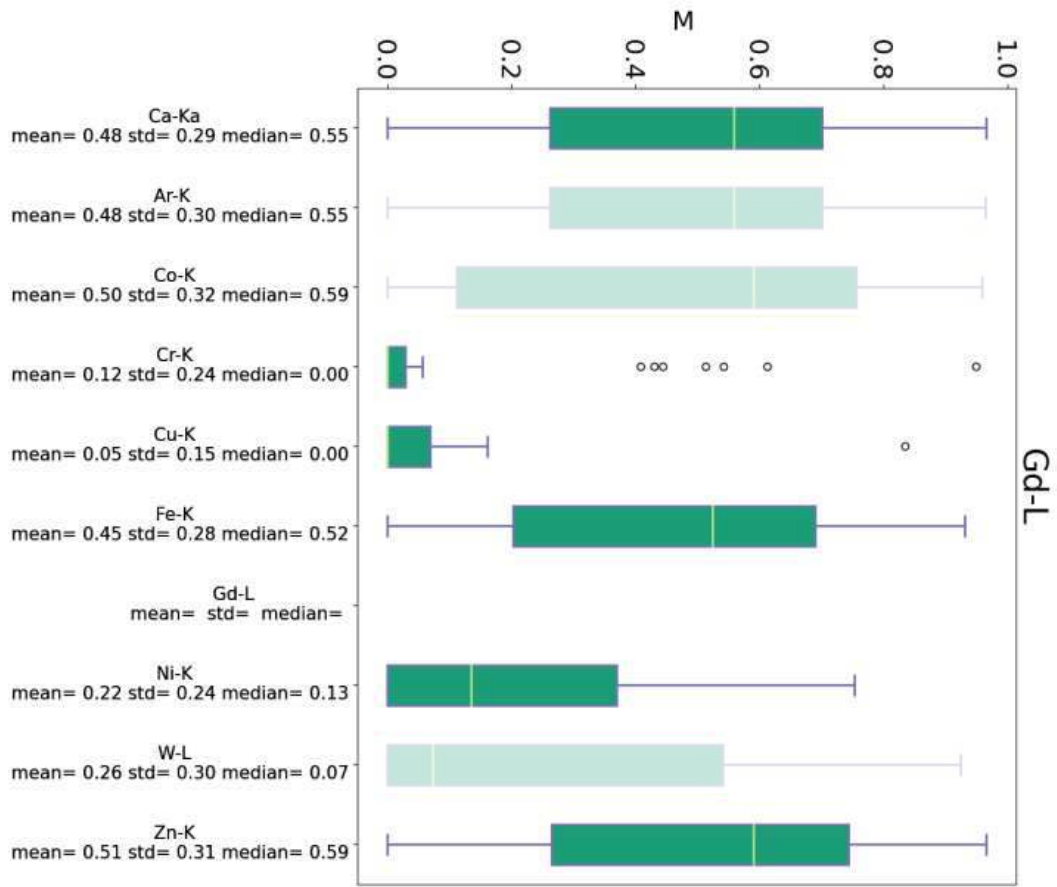 M
0.0 0.2 0.4 0.6 0.8 1.0
Ca-Ka
mean= 0.48 std= 0.29 median= 0.55
Ar-K
mean= 0.48 std= 0.30 median= 0.55
Co-K
mean= 0.50 std= 0.32 median= 0.59
Cr-K
mean= 0.12 std= 0.24 median= 0.00
Cu-K
mean= 0.05 std= 0.15 median= 0.00
Fe-K
mean= 0.45 std= 0.28 median= 0.52
Gd-L
mean= std= median=
Ni-K
mean= 0.22 std= 0.24 median= 0.13
W-L
mean= 0.26 std= 0.30 median= 0.07
Zn-K
mean= 0.51 std= 0.31 median= 0.59
Gd-L